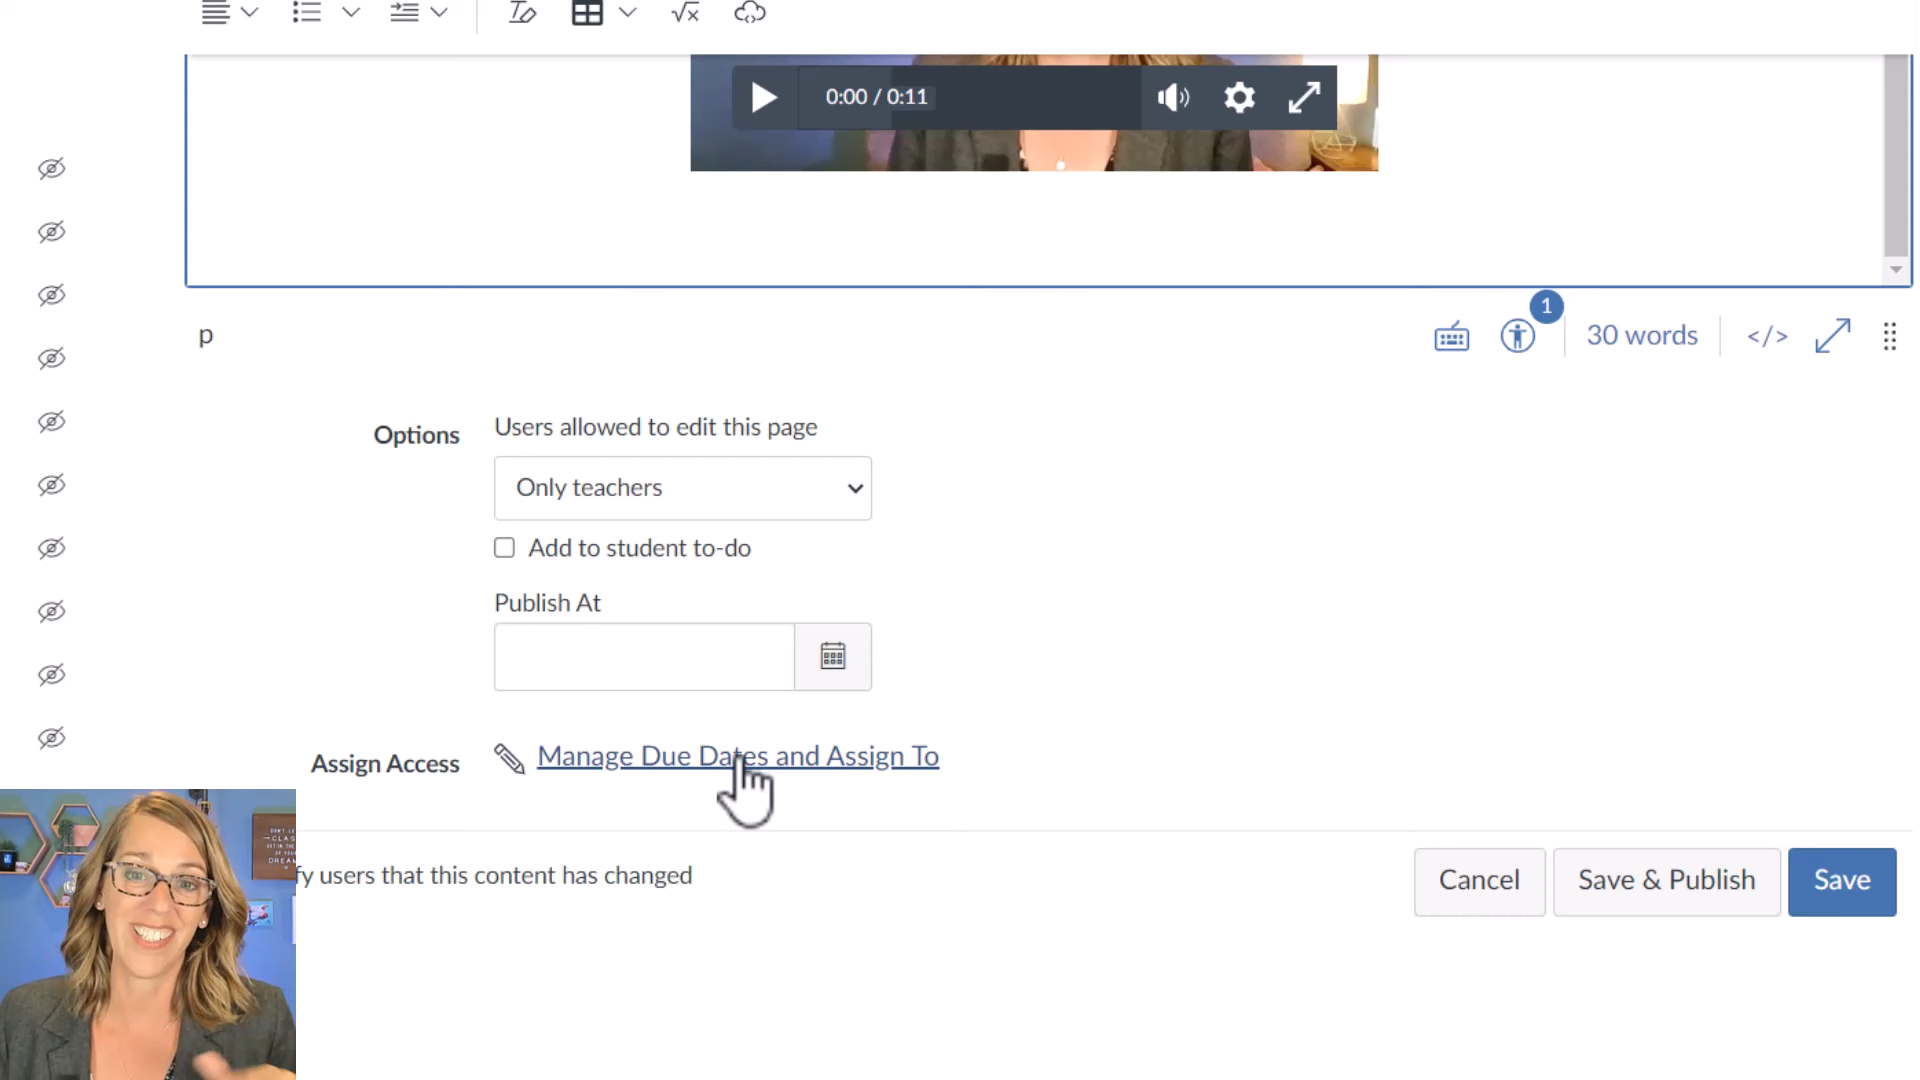 0:00 / 0:11
p
1
30 words
</>
Options
Users allowed to edit this page
Only teachers
Add to student to-do
Publish At
Assign Access
Manage Due Dates and Assign To
fy users that this content has changed
Cancel
Save & Publish
Save